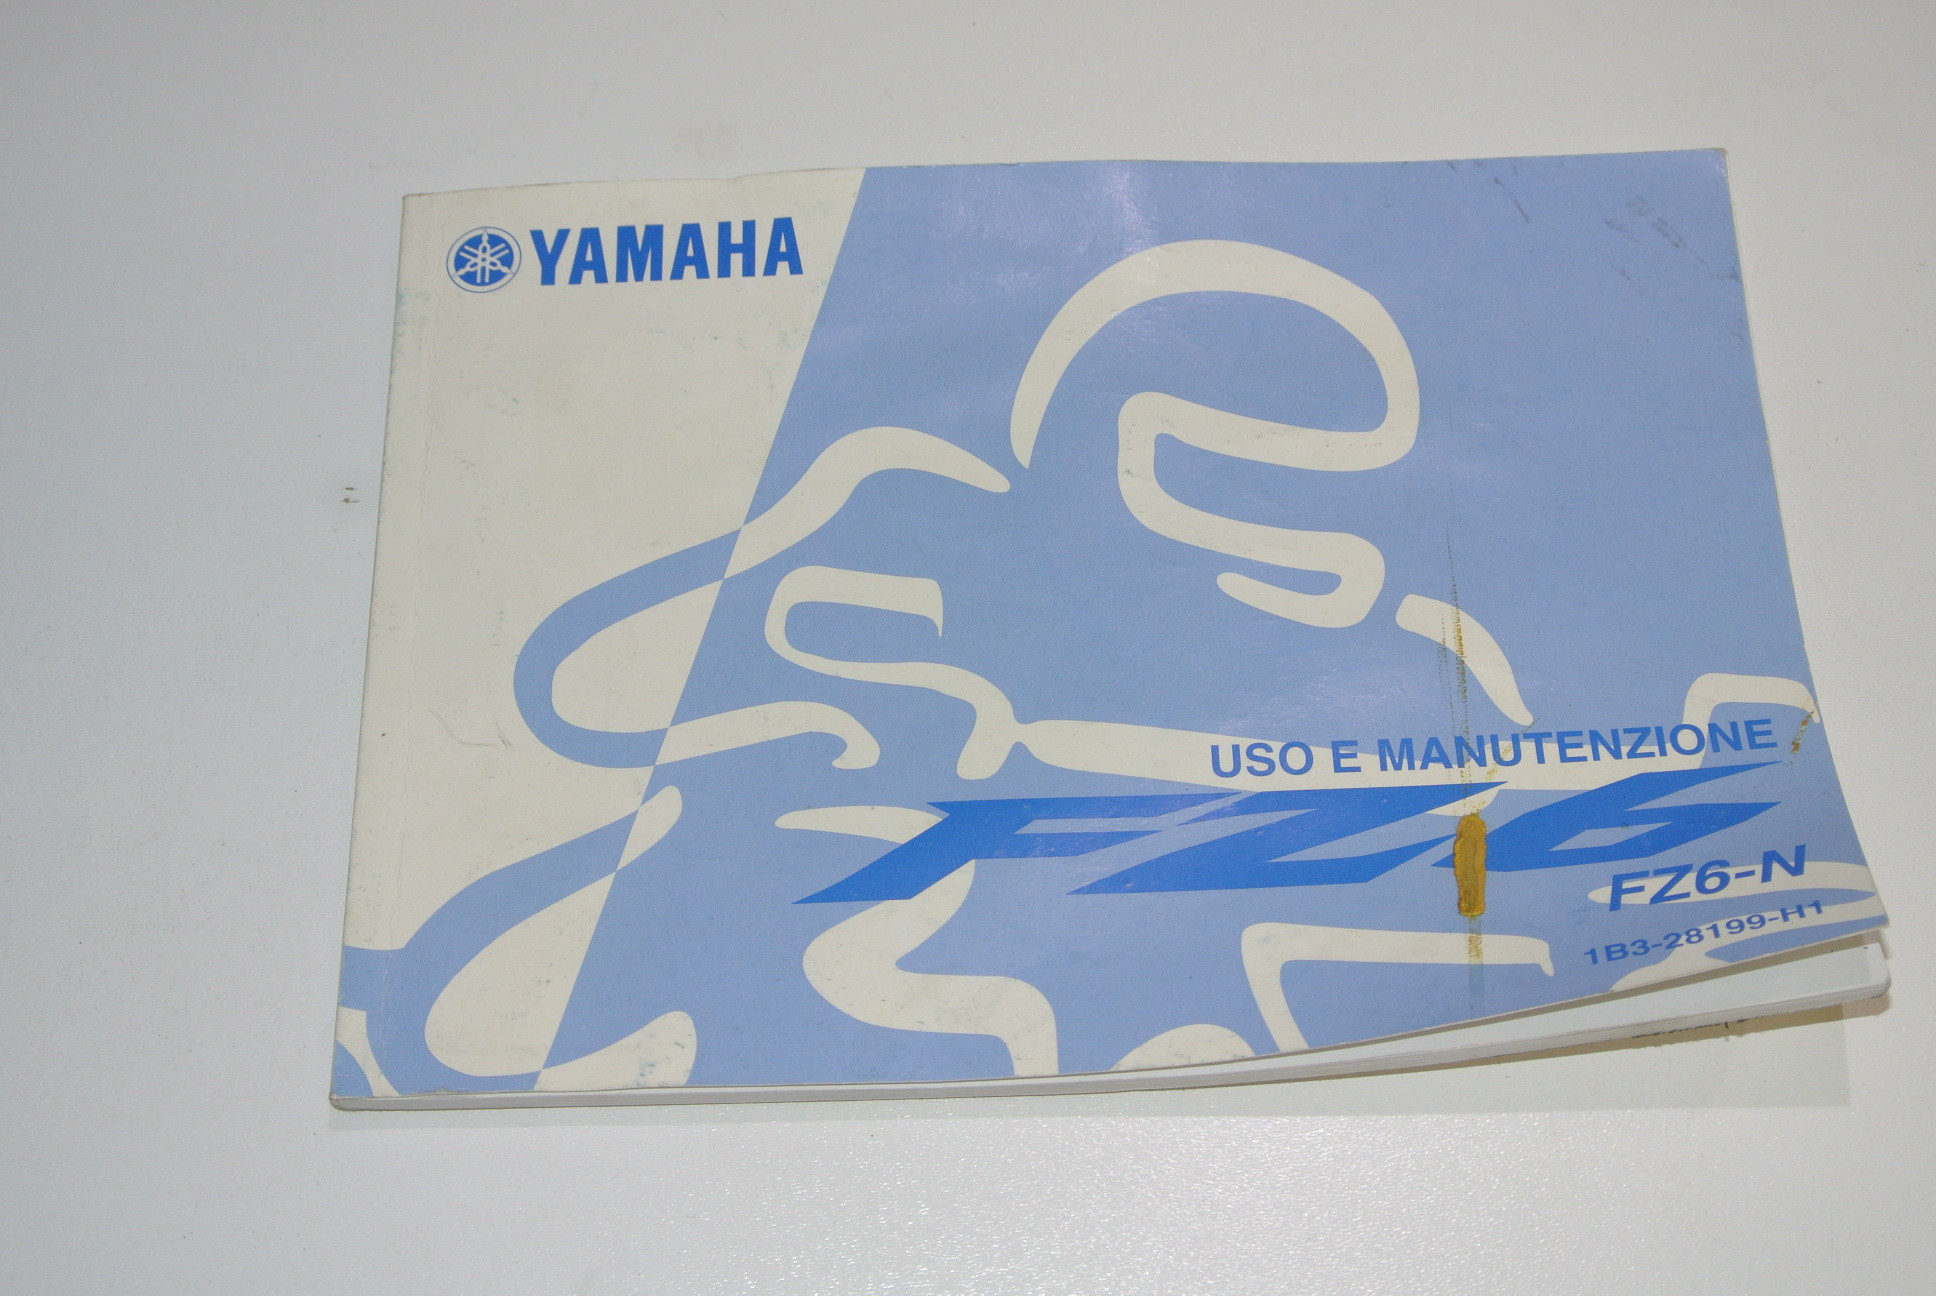 YAMAHA
USO E MANUTENZIONE
FZ6
FZ6-N
1B3-28199-H1